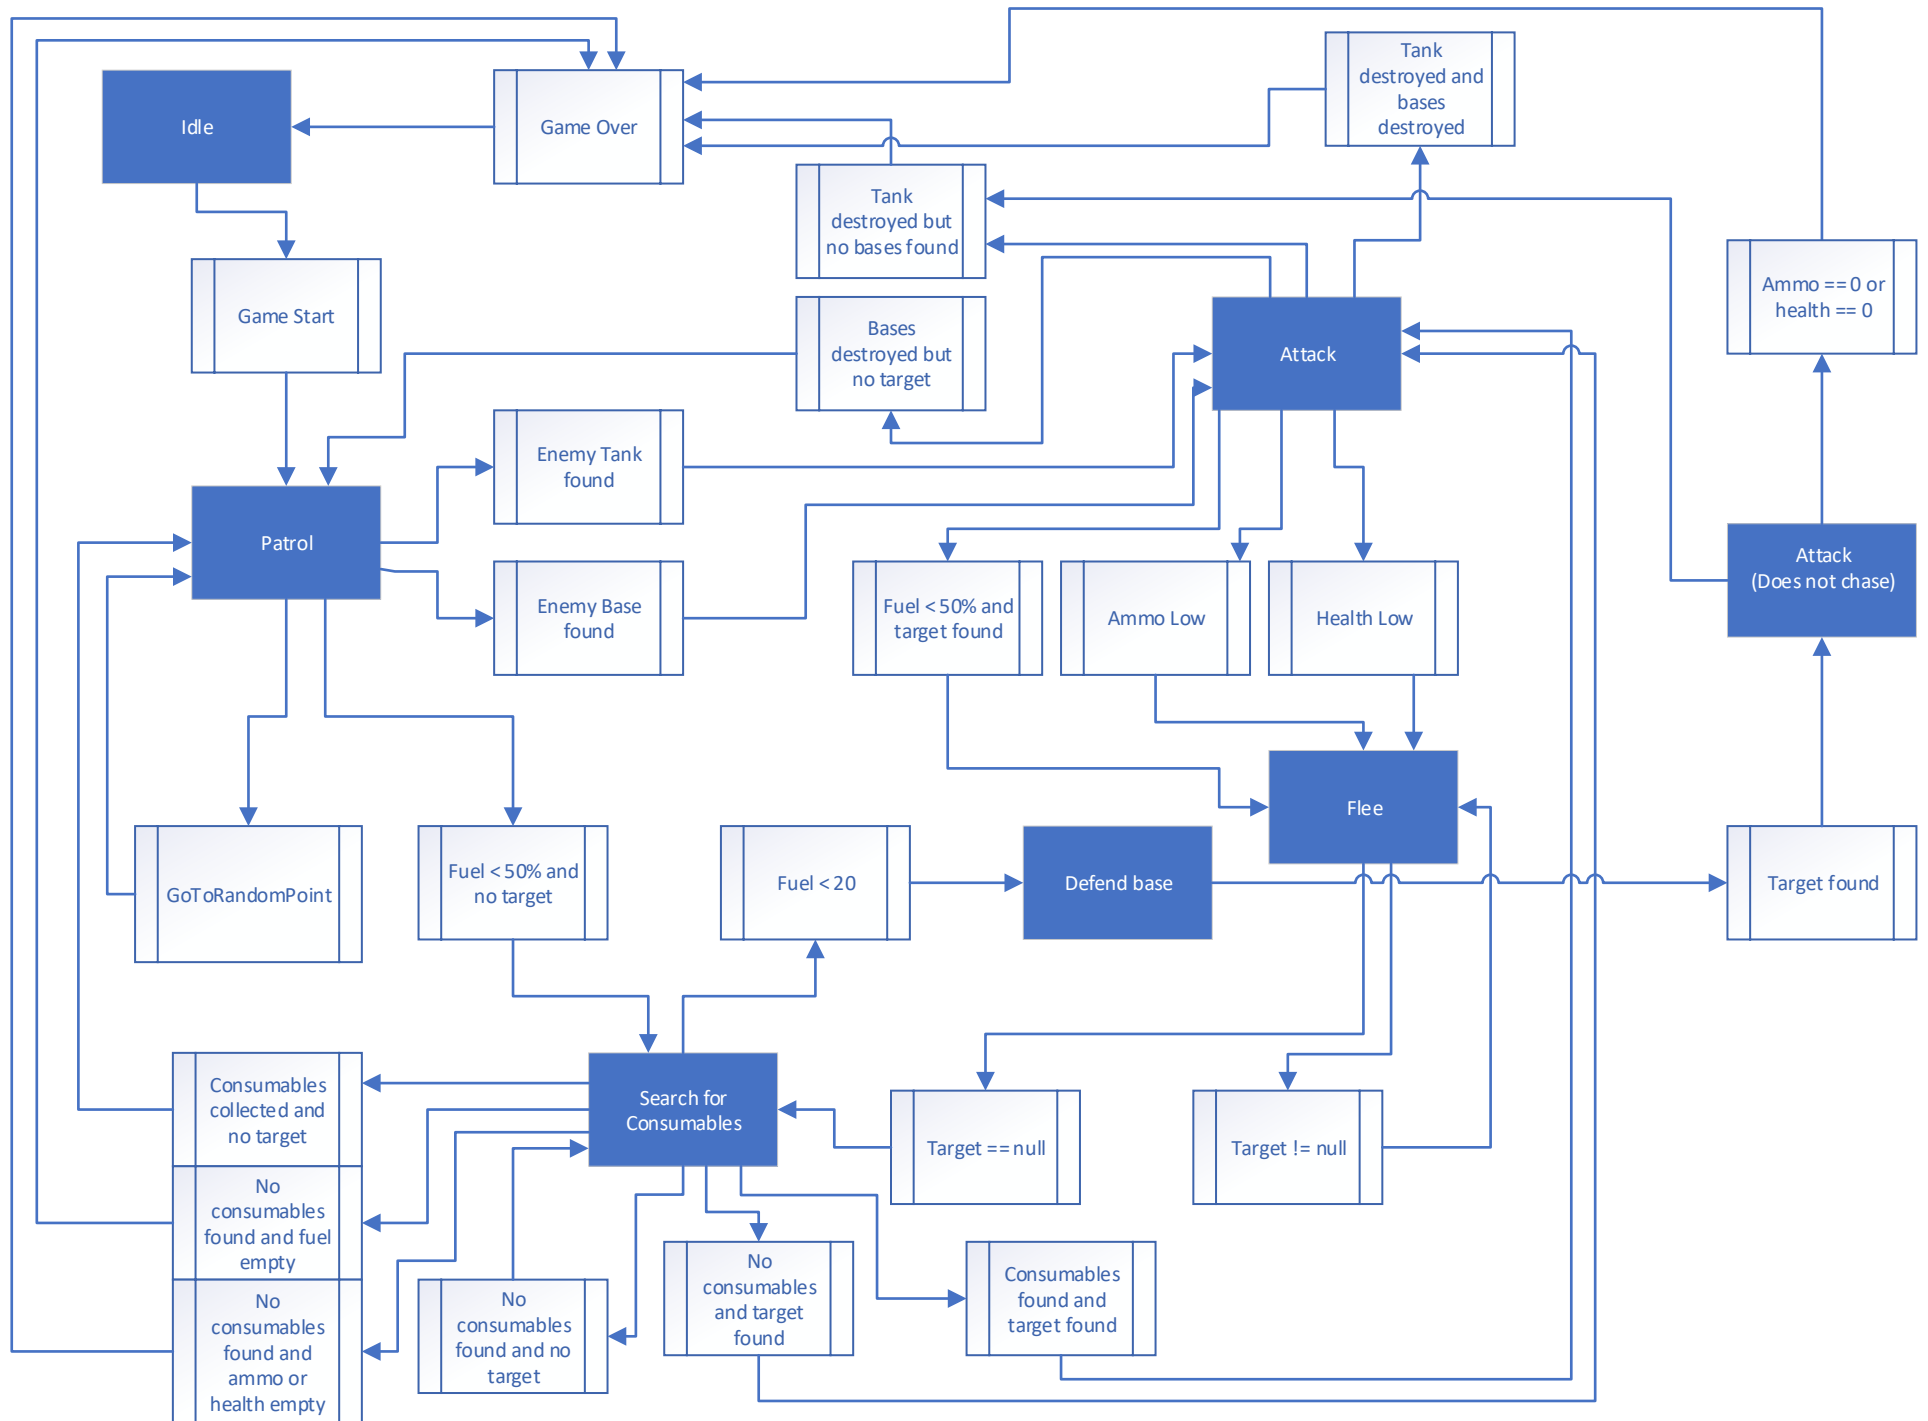 Tank
destroyed and
bases
destroyed
Idle
Game Over
Tank
destroyed but
no bases found
Game Start
Ammo == 0 or
health == 0
Bases
destroyed but
no target
Attack
Enemy Tank
found
Patrol
Attack
(Does not chase)
Enemy Base
found
Fuel < 50% and
target found
Ammo Low
Health Low
Flee
GoToRandomPoint
Fuel < 50% and
no target
Fuel < 20
Defend base
Target found
Consumables
collected and
no target
Search for
Consumables
Target == null
Target != null
No
consumables
found and fuel
empty
No
consumables
found and
ammo or
health empty
No
consumables
found and no
target
No
consumables
and target
found
Consumables
found and
target found